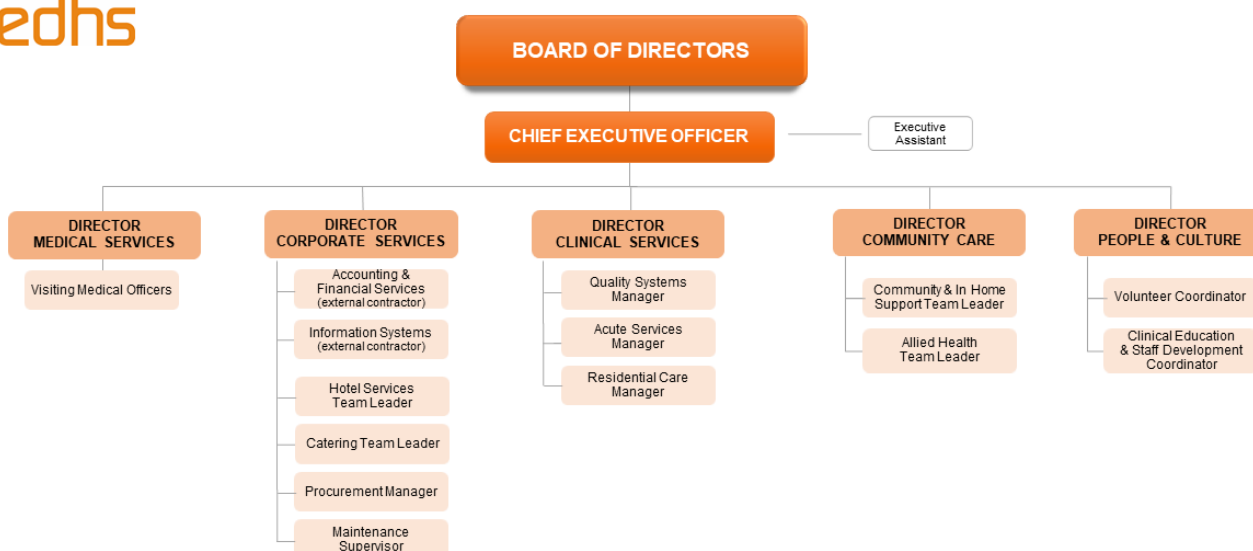 edhs
BOARD OF DIRECTORS
CHIEF EXECUTIVE OFFICER
Executive
Assistant
DIRECTOR
MEDICAL SERVICES
Visiting Medical Officers
DIRECTOR
CORPORATE SERVICES
Accounting &
Financial Services
(external contractor)
Information Systems
(external contractor)
Hotel Services
Team Leader
Catering Team Leader
Procurement Manager
Maintenance
Supervisor
DIRECTOR
CLINICAL SERVICES
Quality Systems
Manager
Acute Services
Manager
Residential Care
Manager
DIRECTOR
COMMUNITY CARE
Community & In Home
Support Team Leader
Allied Health
Team Leader
DIRECTOR
PEOPLE & CULTURE
Volunteer Coordinator
Clinical Education
& Staff Development
Coordinator